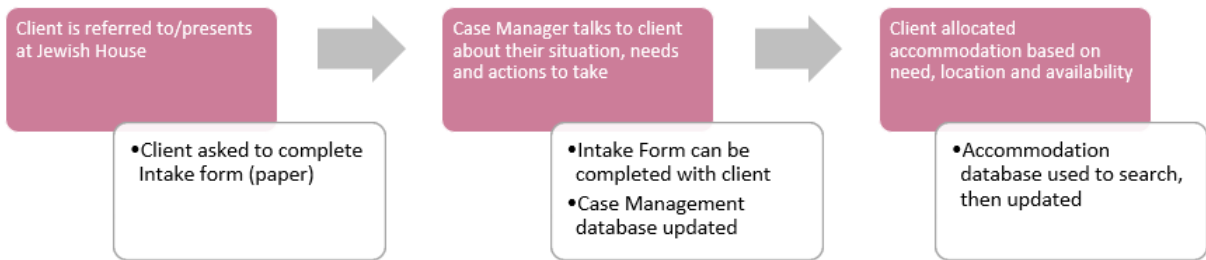 Client is referred to/presents
at Jewish House
•Client asked to complete
Intake form (paper)
Case Manager talks to client
about their situation, needs
and actions to take
•Intake Form can be
completed with client
•Case Management
database updated
Client allocated
accommodation based on
need, location and availability
•Accommodation
database used to search,
then updated